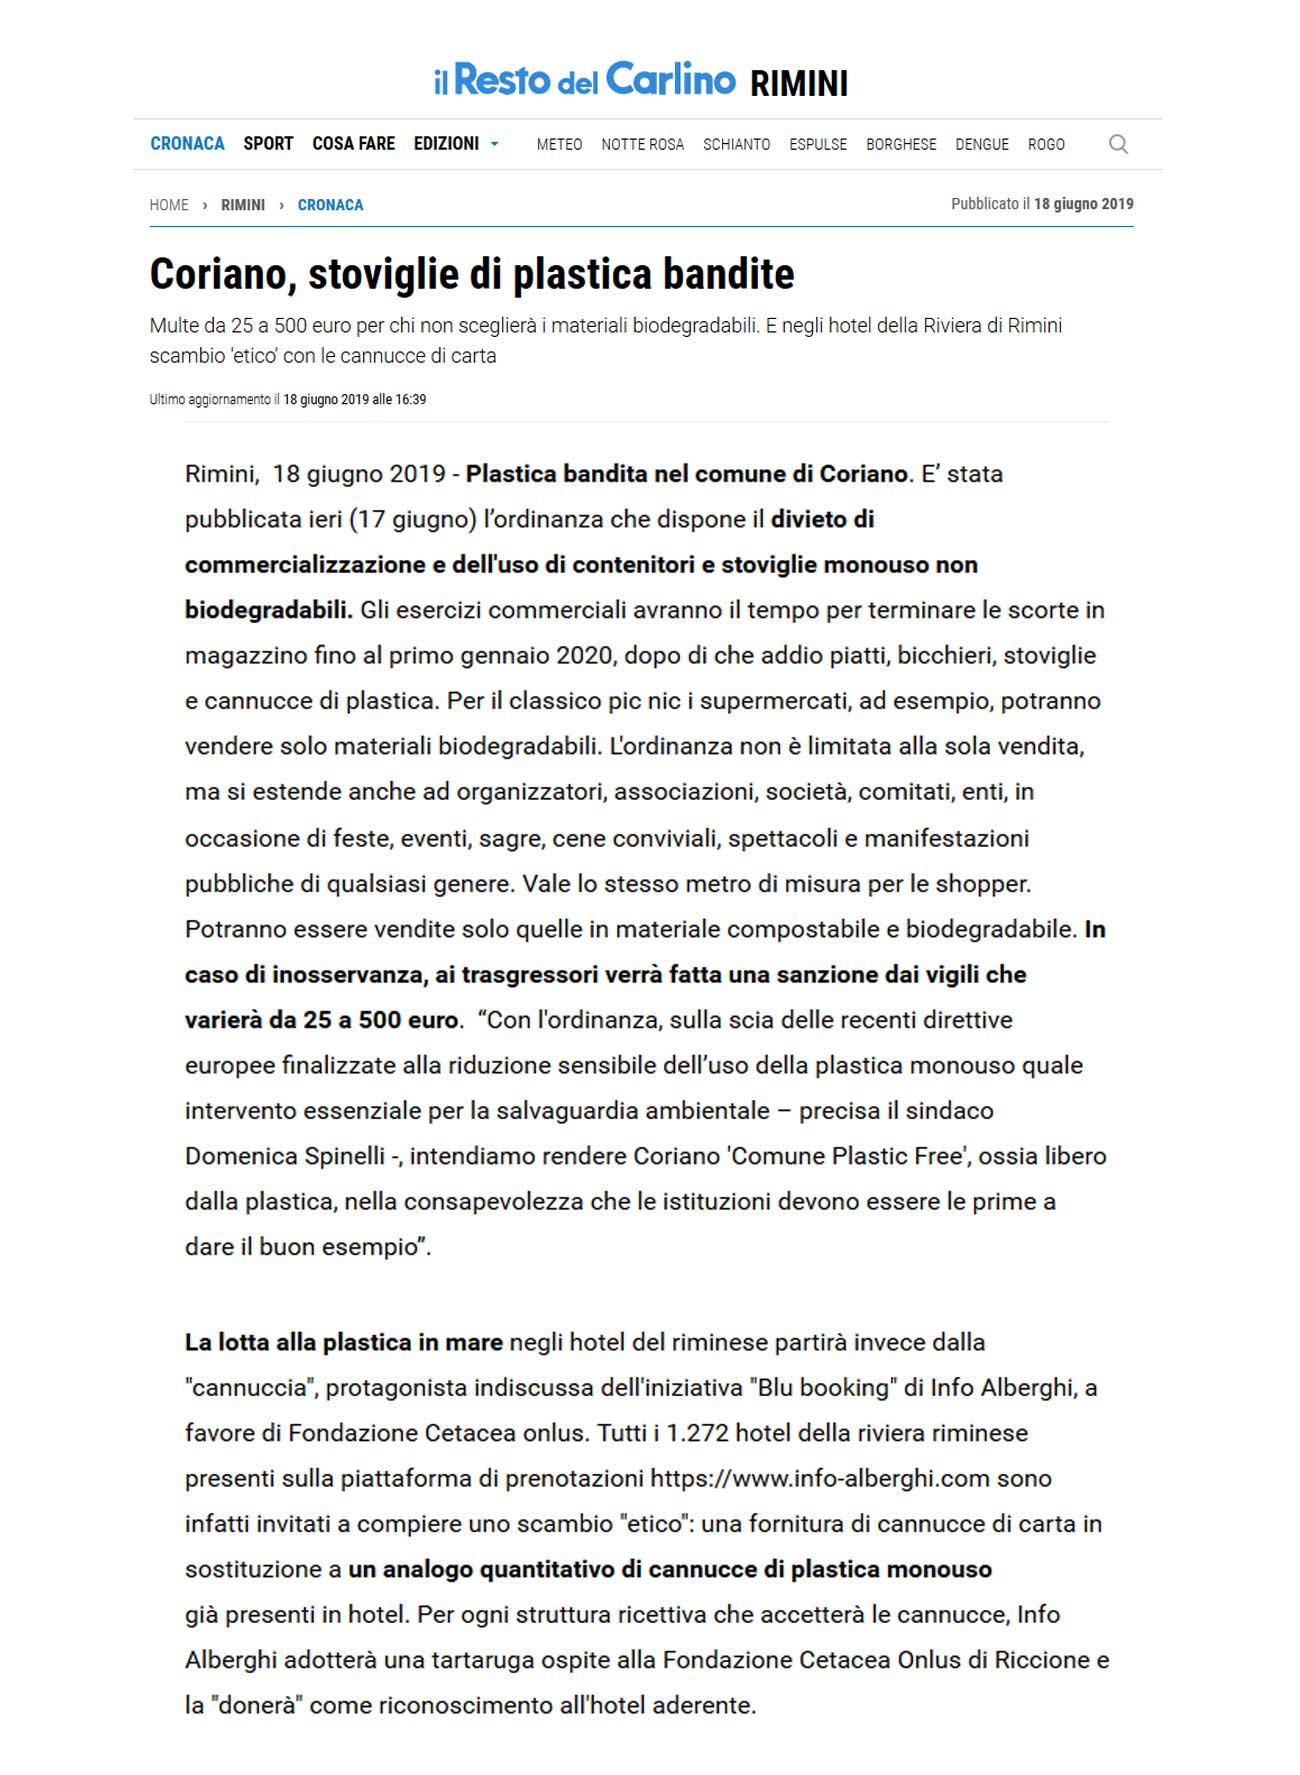 il Resto del Carlino RIMINI
CRONACA SPORT COSA FARE EDIZIONI METEO NOTTE ROSA SCHIANTO ESPULSE BORGHESE DENGUE ROGO
HOME › RIMINI › CRONACA Pubblicato il 18 giugno 2019
Coriano, stoviglie di plastica bandite
Multe da 25 a 500 euro per chi non sceglierà i materiali biodegradabili. E negli hotel della Riviera di Rimini
scambio 'etico' con le cannucce di carta
Ultimo aggiornamento il 18 giugno 2019 alle 16:39
Rimini,  18 giugno 2019 - Plastica bandita nel comune di Coriano. E’ stata
pubblicata ieri (17 giugno) l’ordinanza che dispone il divieto di
commercializzazione e dell'uso di contenitori e stoviglie monouso non
biodegradabili. Gli esercizi commerciali avranno il tempo per terminare le scorte in
magazzino fino al primo gennaio 2020, dopo di che addio piatti, bicchieri, stoviglie
e cannucce di plastica. Per il classico pic nic i supermercati, ad esempio, potranno
vendere solo materiali biodegradabili. L'ordinanza non è limitata alla sola vendita,
ma si estende anche ad organizzatori, associazioni, società, comitati, enti, in
occasione di feste, eventi, sagre, cene conviviali, spettacoli e manifestazioni
pubbliche di qualsiasi genere. Vale lo stesso metro di misura per le shopper.
Potranno essere vendite solo quelle in materiale compostabile e biodegradabile. In
caso di inosservanza, ai trasgressori verrà fatta una sanzione dai vigili che
varierà da 25 a 500 euro.  “Con l'ordinanza, sulla scia delle recenti direttive
europee finalizzate alla riduzione sensibile dell’uso della plastica monouso quale
intervento essenziale per la salvaguardia ambientale – precisa il sindaco
Domenica Spinelli -, intendiamo rendere Coriano 'Comune Plastic Free', ossia libero
dalla plastica, nella consapevolezza che le istituzioni devono essere le prime a
dare il buon esempio”.
La lotta alla plastica in mare negli hotel del riminese partirà invece dalla
"cannuccia", protagonista indiscussa dell'iniziativa "Blu booking" di Info Alberghi, a
favore di Fondazione Cetacea onlus. Tutti i 1.272 hotel della riviera riminese
presenti sulla piattaforma di prenotazioni https://www.info-alberghi.com sono
infatti invitati a compiere uno scambio "etico": una fornitura di cannucce di carta in
sostituzione a un analogo quantitativo di cannucce di plastica monouso
già presenti in hotel. Per ogni struttura ricettiva che accetterà le cannucce, Info
Alberghi adotterà una tartaruga ospite alla Fondazione Cetacea Onlus di Riccione e
la "donerà" come riconoscimento all'hotel aderente.